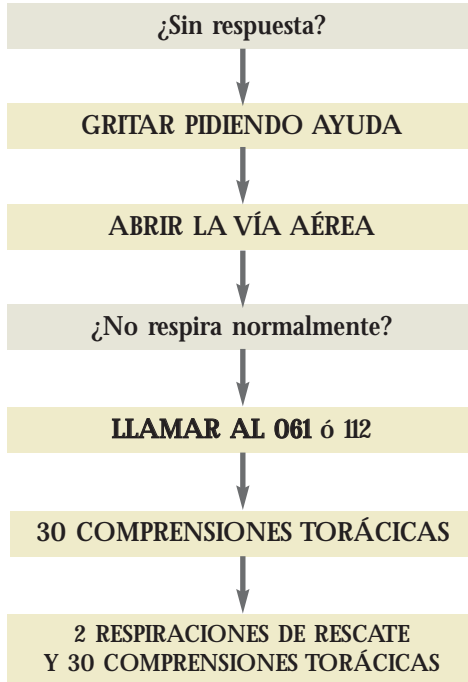 ¿Sin respuesta?
GRITAR PIDIENDO AYUDA
ABRIR LA VÍA AÉREA
¿No respira normalmente?
LLAMAR AL 061 ó 112
30 COMPRENSIONES TORÁCICAS
2 RESPIRACIONES DE RESCATE
Y 30 COMPRENSIONES TORÁCICAS